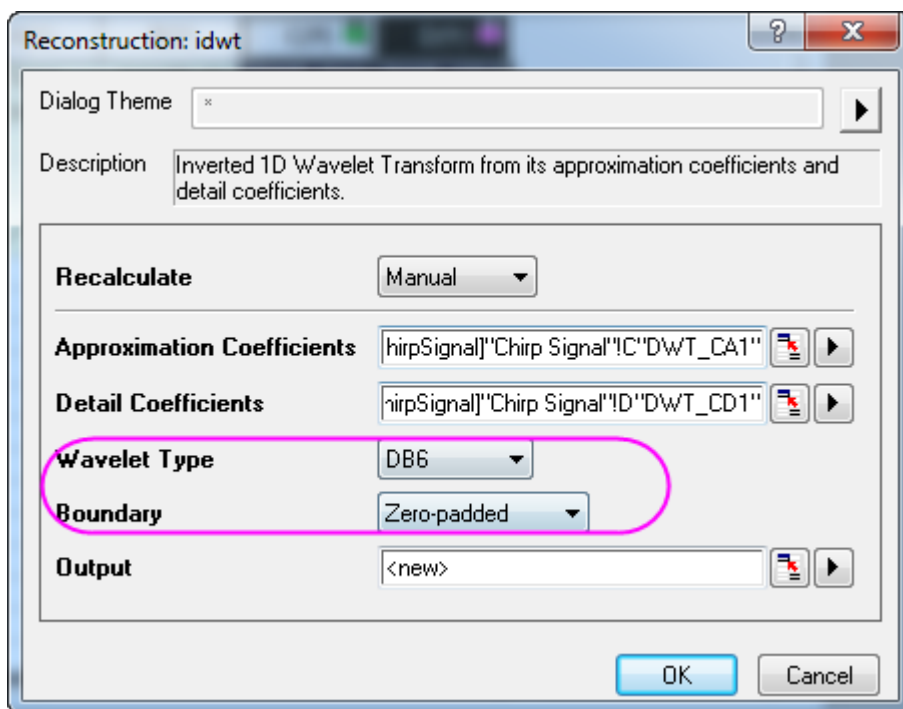 Reconstruction: idwt
Dialog Theme *
Description Inverted 1D Wavelet Transform from its approximation coefficients and
detail coefficients.
Recalculate Manual
Approximation Coefficients hirpSignal]"Chirp Signal"!C"DWT_CA1"
Detail Coefficients hirpSignal]"Chirp Signal"!D"DWT_CD1"
Wavelet Type DB6
Boundary Zero-padded
Output <new>
OK Cancel